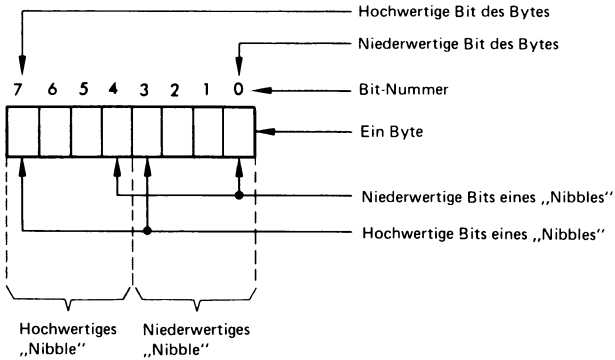 Hochwertige Bit des Bytes
Niederwertige Bit des Bytes
7 6 5 4 3 2 1 0
Bit-Nummer
Ein Byte
Niederwertige Bits eines „Nibbles"
Hochwertige Bits eines „Nibbles"
Hochwertiges
„Nibble"
Niederwertiges
„Nibble"